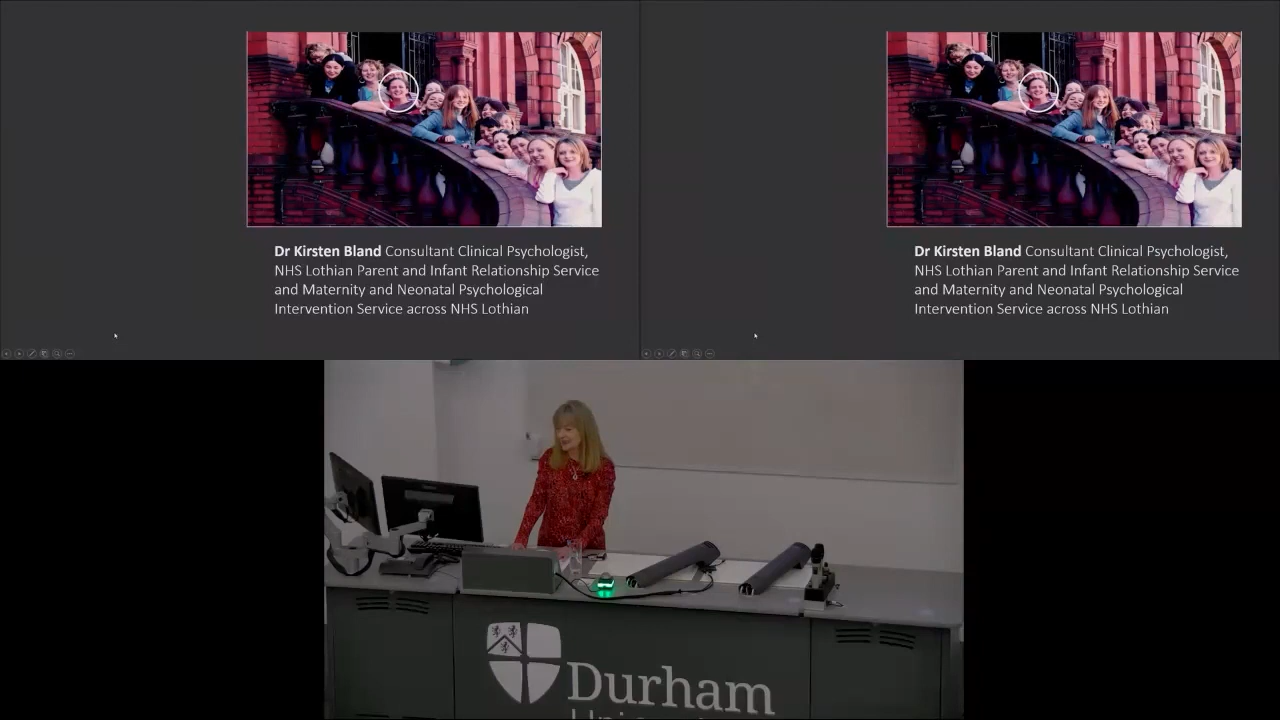 Dr Kirsten Bland Consultant Clinical Psychologist,
NHS Lothian Parent and Infant Relationship Service
and Maternity and Neonatal Psychological
Intervention Service across NHS Lothian
Dr Kirsten Bland Consultant Clinical Psychologist,
NHS Lothian Parent and Infant Relationship Service
and Maternity and Neonatal Psychological
Intervention Service across NHS Lothian
Durham